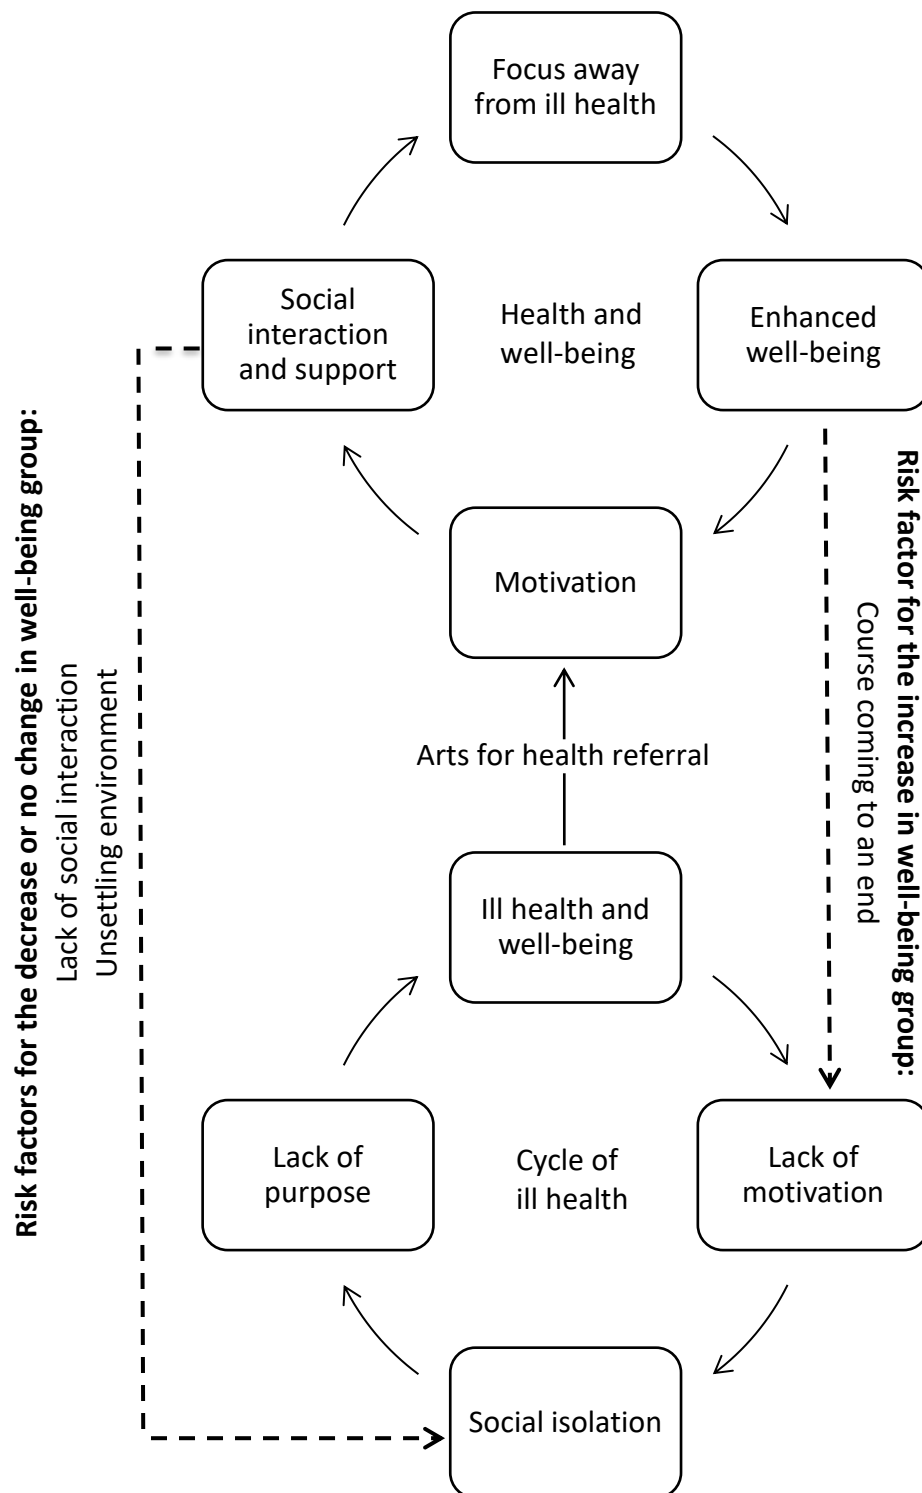 Focus away
from ill health
Social
interaction
and support
Health and
well-being
Enhanced
well-being
Motivation
Arts for health referral
Ill health and
well-being
Lack of
purpose
Cycle of
ill health
Lack of
motivation
Social isolation
Risk factors for the decrease or no change in well-being group:
Lack of social interaction
Unsettling environment
Risk factor for the increase in well-being group:
Course coming to an end